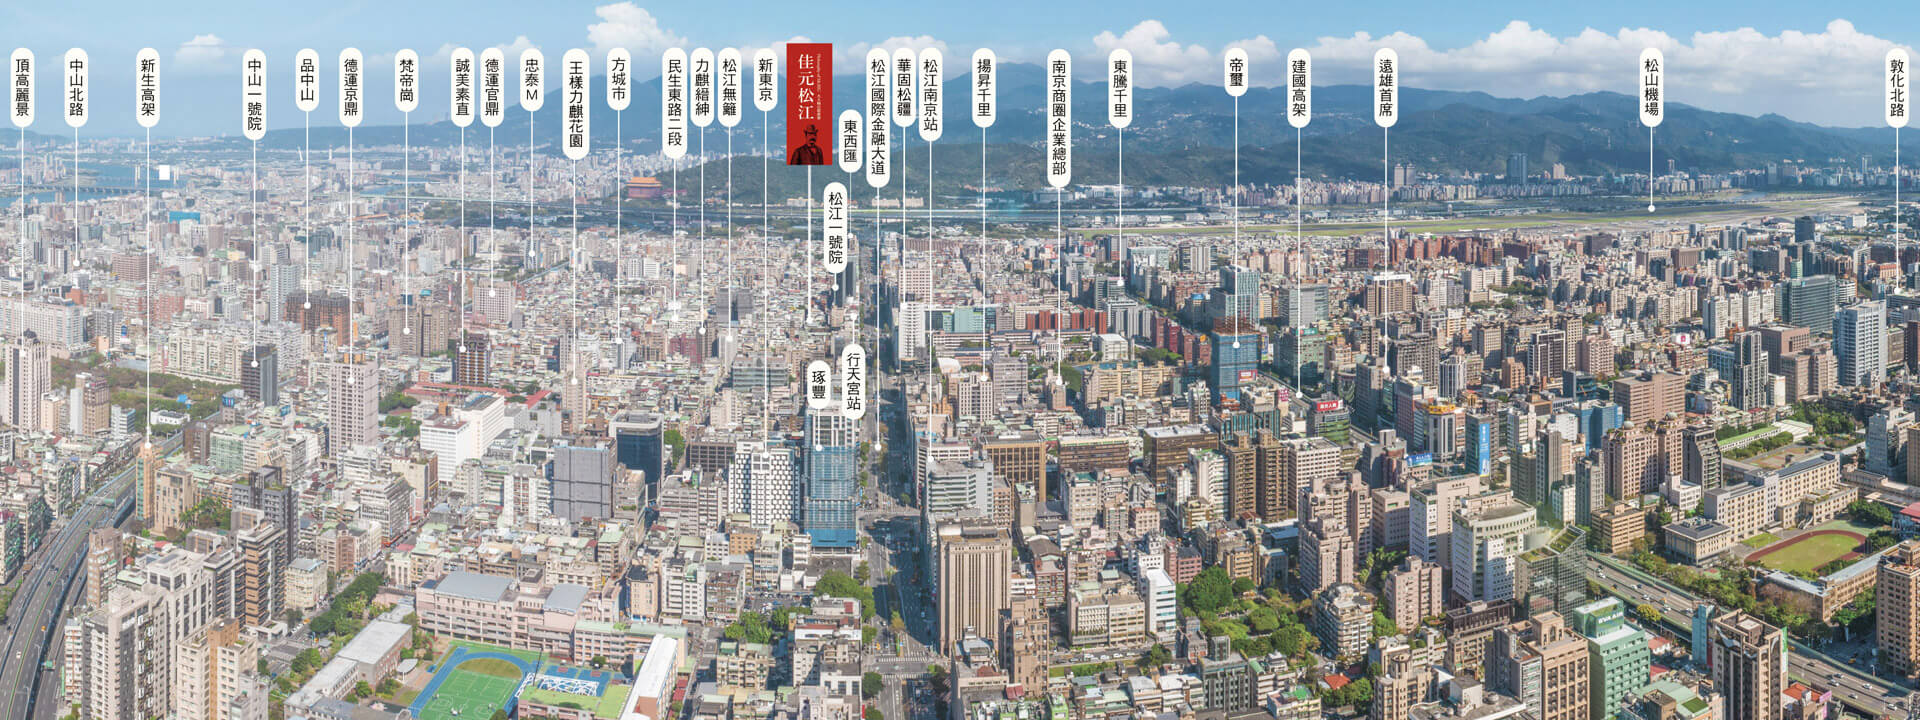 頂高麗景
中山北路
新生高架
中山一號院
品中山
德運京鼎
梵帝崗
誠美素直
德運官鼎
忠泰M
王樣力麒花園
方城市
民生東路二段
力麒縉紳
松江無籬
新東京
佳元松江
東西匯
松江一號院
琢豐
行天宮站
松江國際金融大道
華固松疆
松江南京站
揚昇千里
南京商圈企業總部
東騰千里
帝璽
建國高架
遠雄首席
松山機場
敦化北路